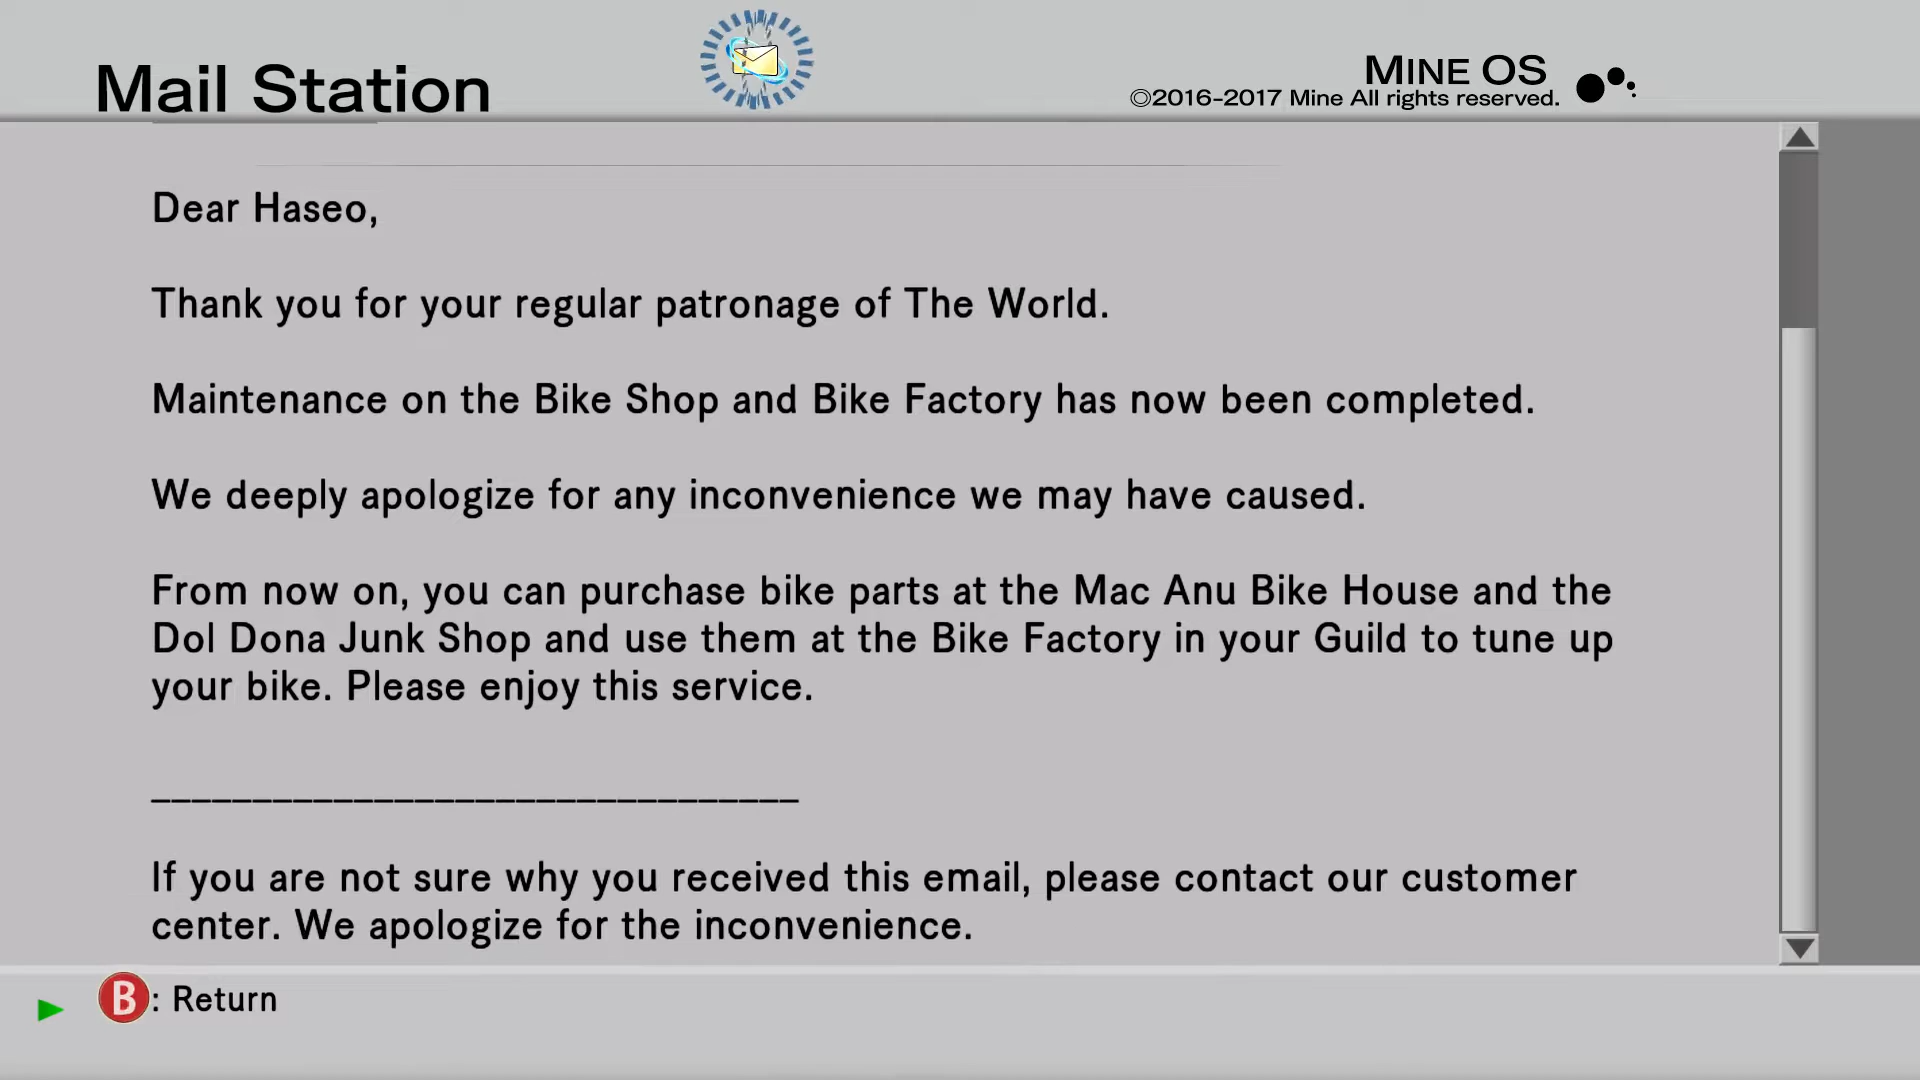 Mail Station
MINE OS
©2016-2017 Mine All rights reserved.
Dear Haseo,
Thank you for your regular patronage of The World.
Maintenance on the Bike Shop and Bike Factory has now been completed.
We deeply apologize for any inconvenience we may have caused.
From now on, you can purchase bike parts at the Mac Anu Bike House and the
Dol Dona Junk Shop and use them at the Bike Factory in your Guild to tune up
your bike. Please enjoy this service.
________________________________
If you are not sure why you received this email, please contact our customer
center. We apologize for the inconvenience.
B: Return